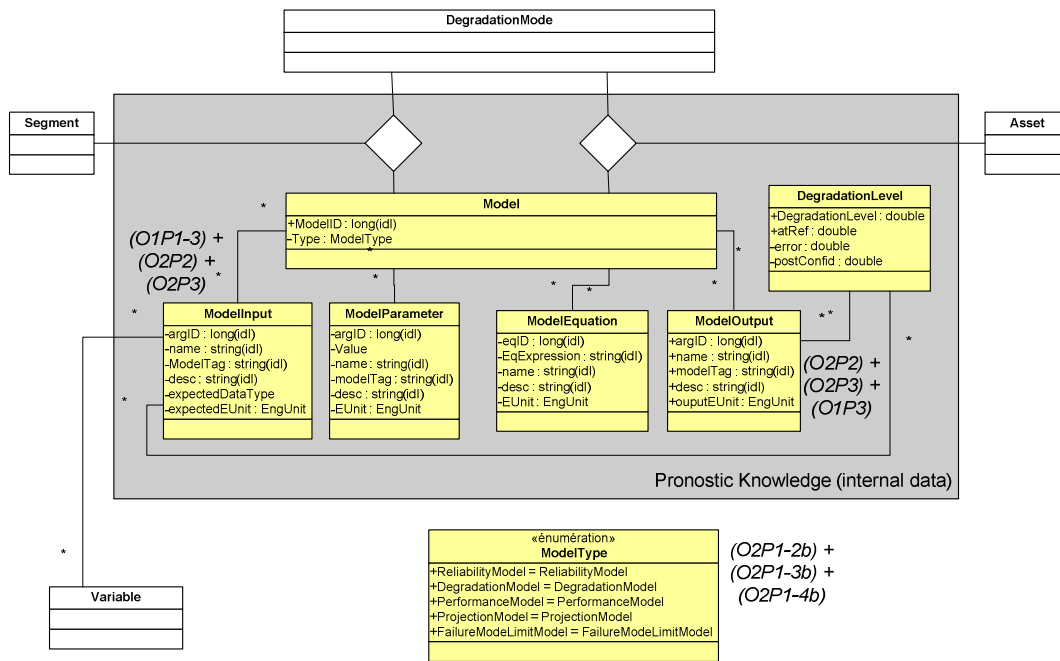 DegradationMode
Segment
Asset
Model
+ModelID : long(idl)
-Type : ModelType
*
*
*
*
*
*
*
*
*
DegradationLevel
+DegradationLevel : double
+atRef : double
-error : double
-postConfid : double
(O1P1-3) +
(O2P2) +
(O2P3)
*
*
ModelInput
-argID : long(idl)
-name : string(idl)
-ModelTag : string(idl)
-desc : string(idl)
-expectedDataType
-expectedEUnit : EngUnit
ModelParameter
-argID : long(idl)
-Value
-name : string(idl)
-modelTag : string(idl)
-desc : string(idl)
-EUnit : EngUnit
ModelEquation
-eqID : long(idl)
-EqExpression : string(idl)
-name : string(idl)
-desc : string(idl)
-EUnit : EngUnit
ModelOutput
+argID : long(idl)
+name : string(idl)
+modelTag : string(idl)
+desc : string(idl)
+ouputEUnit : EngUnit
* *
*
(O2P2) +
(O2P3) +
(O1P3)
Pronostic Knowledge (internal data)
*
Variable
«énumération»
ModelType
+ReliabilityModel = ReliabilityModel
+DegradationModel = DegradationModel
+PerformanceModel = PerformanceModel
+ProjectionModel = ProjectionModel
+FailureModeLimitModel = FailureModeLimitModel
(O2P1-2b) +
(O2P1-3b) +
(O2P1-4b)